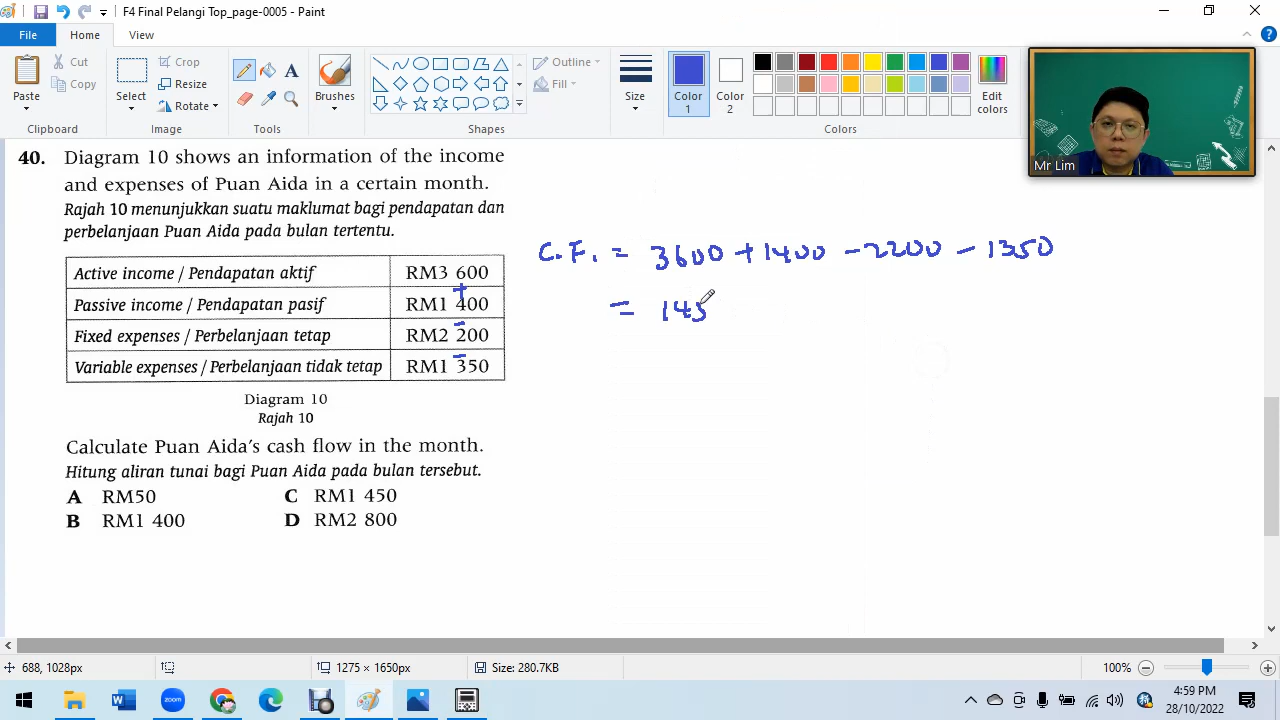 F4 Final Pelangi Top_page-0005 - Paint
File Home View
Cut
Copy
Paste
Clipboard
Select
Crop
Resize
Rotate
Image
Tools
Brushes
Outline
Fill
Shapes
Size
Color 1
Color 2
Edit colors
Colors
Mr Lim
40. Diagram 10 shows an information of the income
and expenses of Puan Aida in a certain month.
Rajah 10 menunjukkan suatu maklumat bagi pendapatan dan
perbelanjaan Puan Aida pada bulan tertentu.
Active income / Pendapatan aktif RM3 600
+
Passive income / Pendapatan pasif RM1 400
-
Fixed expenses / Perbelanjaan tetap RM2 200
-
Variable expenses / Perbelanjaan tidak tetap RM1 350
Diagram 10
Rajah 10
Calculate Puan Aida's cash flow in the month.
Hitung aliran tunai bagi Puan Aida pada bulan tersebut.
A RM50 C RM1 450
B RM1 400 D RM2 800
C.F. = 3600 + 1400 - 2200 - 1350
= 145
688, 1028px
1275 × 1650px
Size: 280.7KB
100%
zoom
4:59 PM
28/10/2022